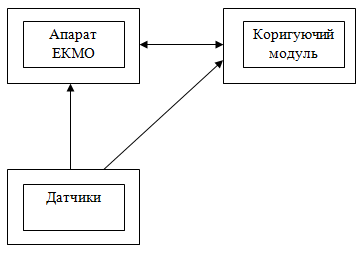 Апарат
ЕКМО
Коригуючий
модуль
Датчики